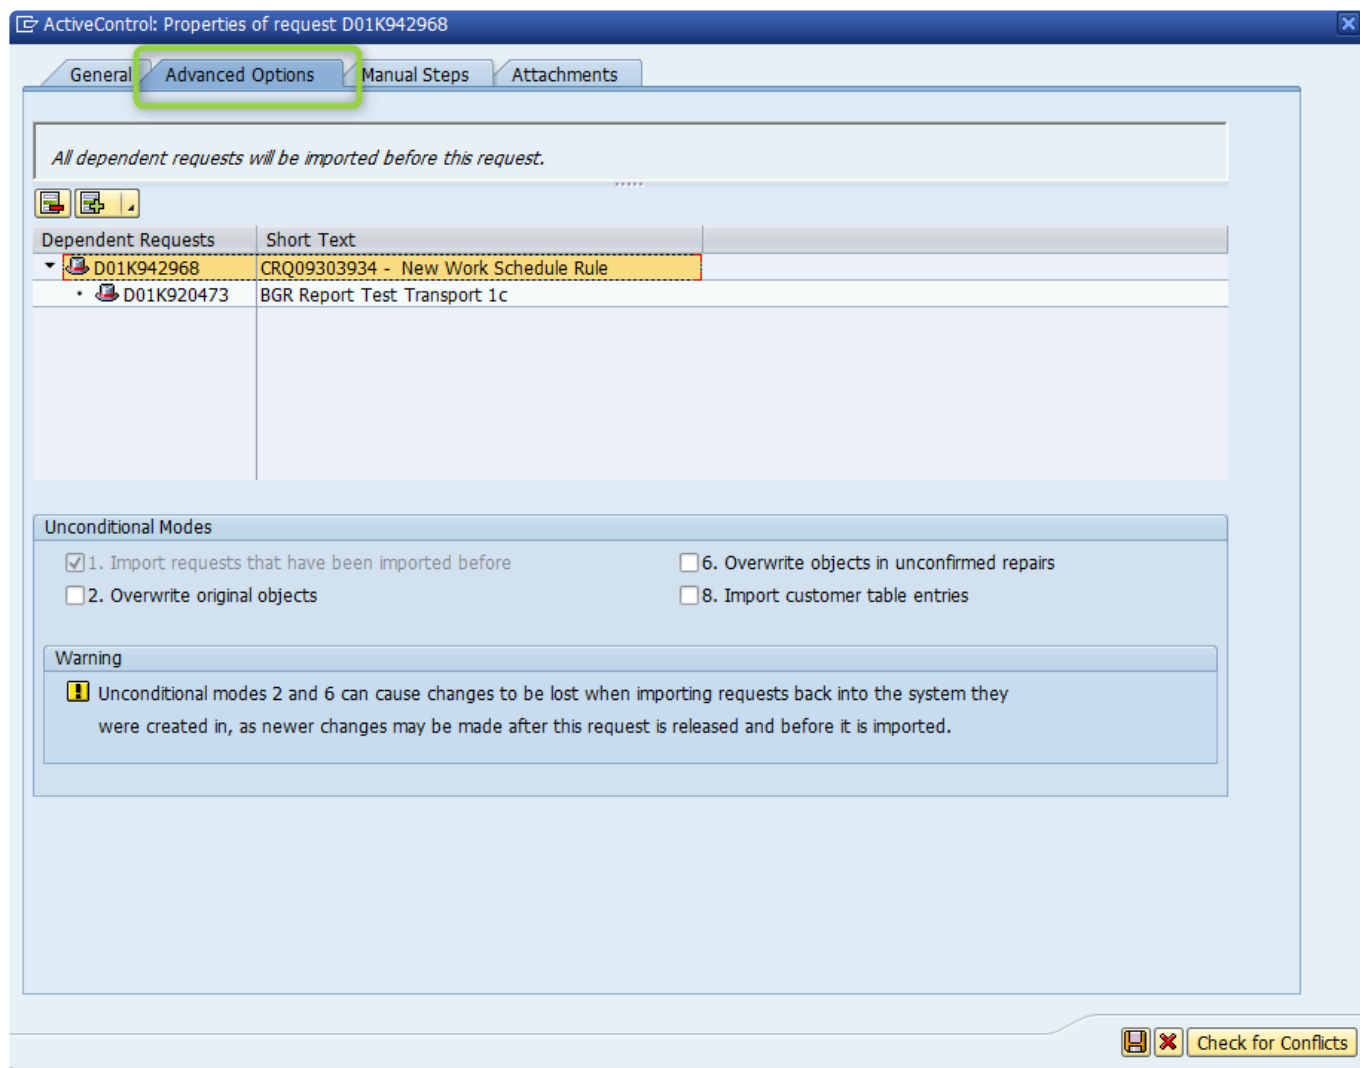 ActiveControl: Properties of request D01K942968
General Advanced Options Manual Steps Attachments
All dependent requests will be imported before this request.
Dependent Requests Short Text
D01K942968 CRQ09303934 - New Work Schedule Rule
D01K920473 BGR Report Test Transport 1c
Unconditional Modes
1. Import requests that have been imported before 6. Overwrite objects in unconfirmed repairs
2. Overwrite original objects 8. Import customer table entries
Warning
Unconditional modes 2 and 6 can cause changes to be lost when importing requests back into the system they
were created in, as newer changes may be made after this request is released and before it is imported.
Check for Conflicts